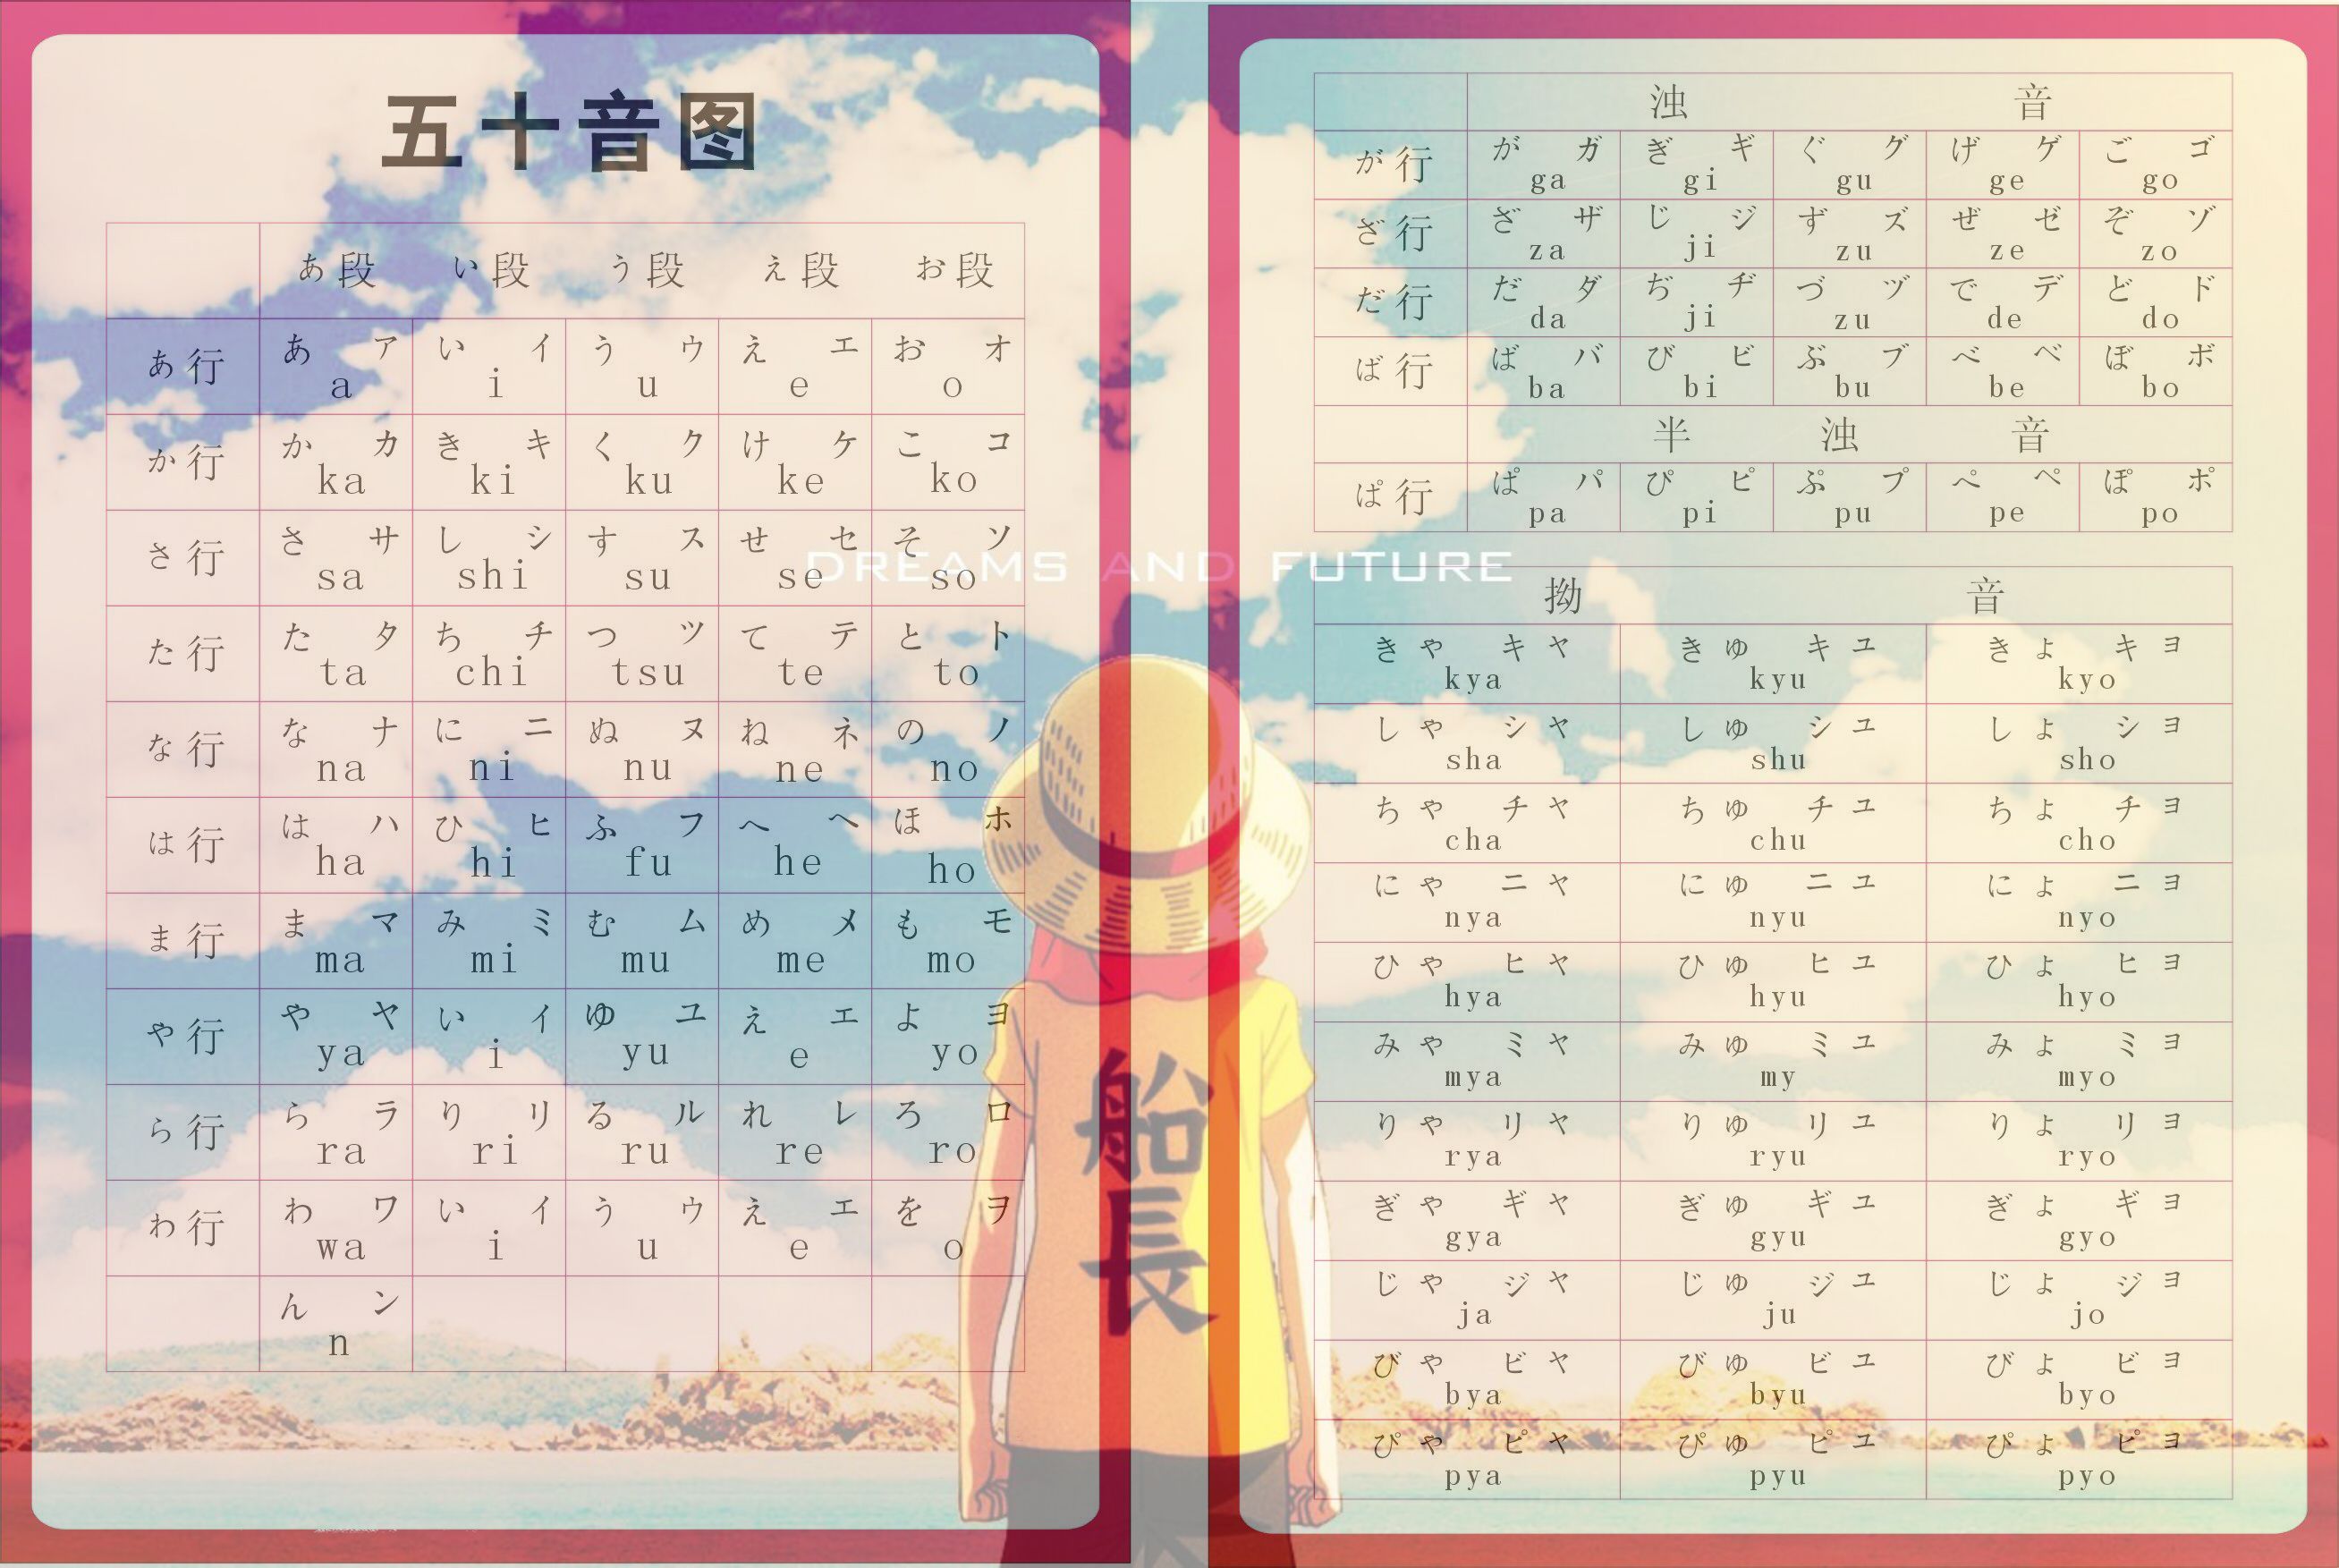 五十音图
あ段 い段 う段 え段 お段
あ行 あ ア a い イ i う ウ u え エ e お オ o
か行 か カ ka き キ ki く ク ku け ケ ke こ コ ko
さ行 さ サ sa し シ shi す ス su せ セ se そ ソ so
た行 た タ ta ち チ chi つ ツ tsu て テ te と ト to
な行 な ナ na に ニ ni ぬ ヌ nu ね ネ ne の ノ no
は行 は ハ ha ひ ヒ hi ふ フ fu へ ヘ he ほ ホ ho
ま行 ま マ ma み ミ mi む ム mu め メ me も モ mo
や行 や ヤ ya い イ i ゆ ユ yu え エ e よ ヨ yo
ら行 ら ラ ra り リ ri る ル ru れ レ re ろ ロ ro
わ行 わ ワ wa い イ i う ウ u え エ e を ヲ o
ん ン n
DREAMS AND FUTURE
船長
浊 音
が行 が ガ ga ぎ ギ gi ぐ グ gu げ ゲ ge ご ゴ go
ざ行 ざ ザ za じ ジ ji ず ズ zu ぜ ゼ ze ぞ ゾ zo
だ行 だ ダ da ぢ ヂ ji づ ヅ zu で デ de ど ド do
ば行 ば バ ba び ビ bi ぶ ブ bu べ ベ be ぼ ボ bo
半 浊 音
ぱ行 ぱ パ pa ぴ ピ pi ぷ プ pu ぺ ペ pe ぽ ポ po
拗 音
きゃ キャ kya きゅ キュ kyu きょ キョ kyo
しゃ シャ sha しゅ シュ shu しょ ショ sho
ちゃ チャ cha ちゅ チュ chu ちょ チョ cho
にゃ ニャ nya にゅ ニュ nyu にょ ニョ nyo
ひゃ ヒャ hya ひゅ ヒュ hyu ひょ ヒョ hyo
みゃ ミャ mya みゅ ミュ my みょ ミョ myo
りゃ リャ rya りゅ リュ ryu りょ リョ ryo
ぎゃ ギャ gya ぎゅ ギュ gyu ぎょ ギョ gyo
じゃ ジャ ja じゅ ジュ ju じょ ジョ jo
びゃ ビャ bya びゅ ビュ byu びょ ビョ byo
ぴゃ ピャ pya ぴゅ ピュ pyu ぴょ ピョ pyo